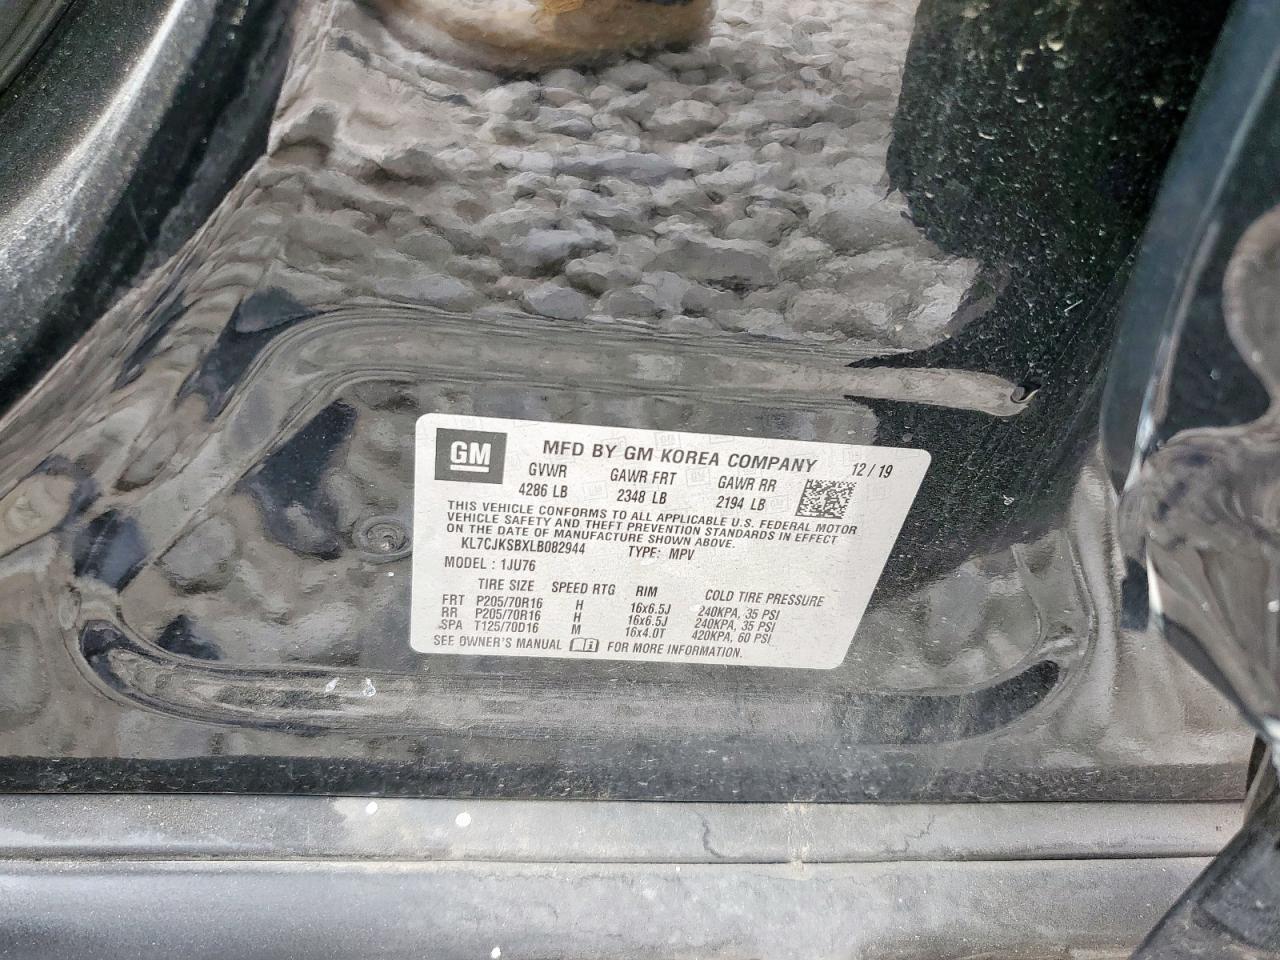 GM MFD BY GM KOREA COMPANY 12/19
GVWR GAWR FRT GAWR RR
4286 LB 2348 LB 2194 LB
THIS VEHICLE CONFORMS TO ALL APPLICABLE U.S. FEDERAL MOTOR
VEHICLE SAFETY AND THEFT PREVENTION STANDARDS IN EFFECT
ON THE DATE OF MANUFACTURE SHOWN ABOVE.
KL7CJKSBXLB082944 TYPE: MPV
MODEL : 1JU76
TIRE SIZE SPEED RTG RIM COLD TIRE PRESSURE
FRT P205/70R16 H 16x6.5J 240KPA, 35 PSI
RR P205/70R16 H 16x6.5J 240KPA, 35 PSI
SPA T125/70D16 M 16x4.0T 420KPA, 60 PSI
SEE OWNER'S MANUAL i FOR MORE INFORMATION.